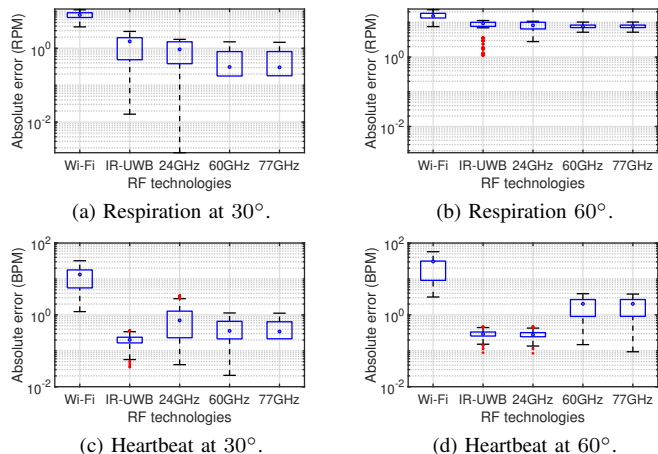 Absolute error (RPM)
10^0
10^-2
Wi-Fi IR-UWB 24GHz 60GHz 77GHz
RF technologies
(a) Respiration at 30°.
Absolute error (RPM)
10^0
10^-2
Wi-Fi IR-UWB 24GHz 60GHz 77GHz
RF technologies
(b) Respiration 60°.
Absolute error (BPM)
10^2
10^0
10^-2
Wi-Fi IR-UWB 24GHz 60GHz 77GHz
RF technologies
(c) Heartbeat at 30°.
Absolute error (BPM)
10^2
10^0
10^-2
Wi-Fi IR-UWB 24GHz 60GHz 77GHz
RF technologies
(d) Heartbeat at 60°.